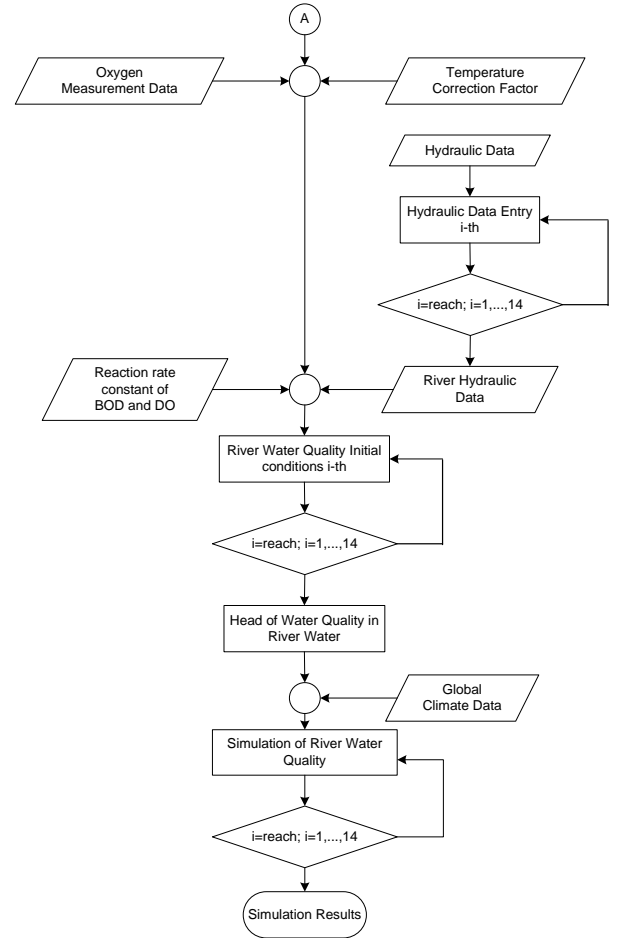 A
Oxygen
Measurement Data
Temperature
Correction Factor
Hydraulic Data
Hydraulic Data Entry
i-th
i=reach; i=1,...,14
Reaction rate
constant of
BOD and DO
River Hydraulic
Data
River Water Quality Initial
conditions i-th
i=reach; i=1,...,14
Head of Water Quality in
River Water
Global
Climate Data
Simulation of River Water
Quality
i=reach; i=1,...,14
Simulation Results